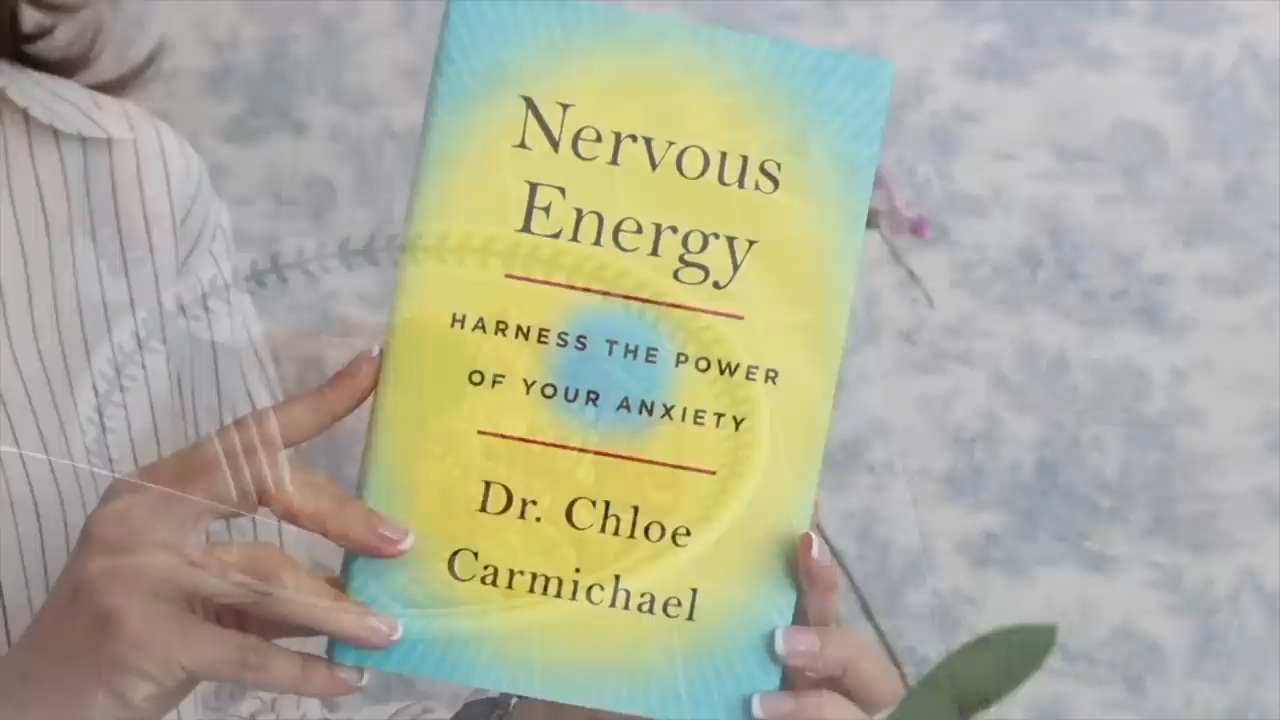 Nervous
Energy
HARNESS THE POWER
OF YOUR ANXIETY
Dr. Chloe
Carmichael